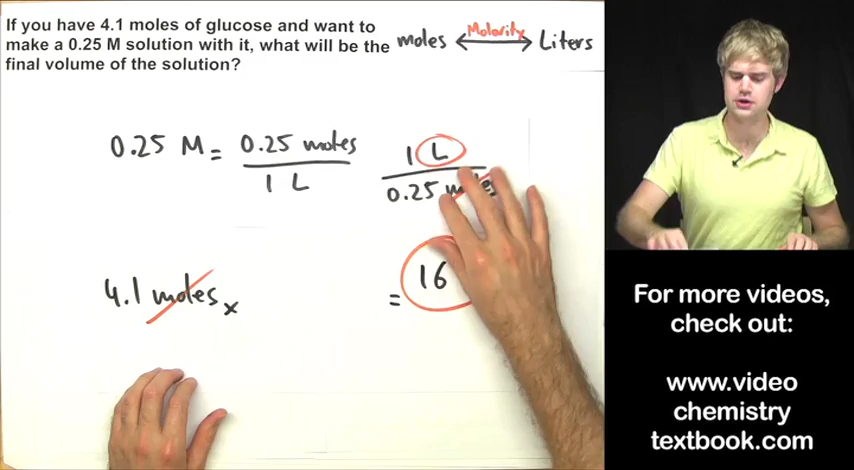 If you have 4.1 moles of glucose and want to
make a 0.25 M solution with it, what will be the
final volume of the solution?
moles Molarity Liters
0.25 M = 0.25 moles
1 L
1 L
0.25 moles
4.1 moles x
= 16
For more videos,
check out:
www.video
chemistry
textbook.com